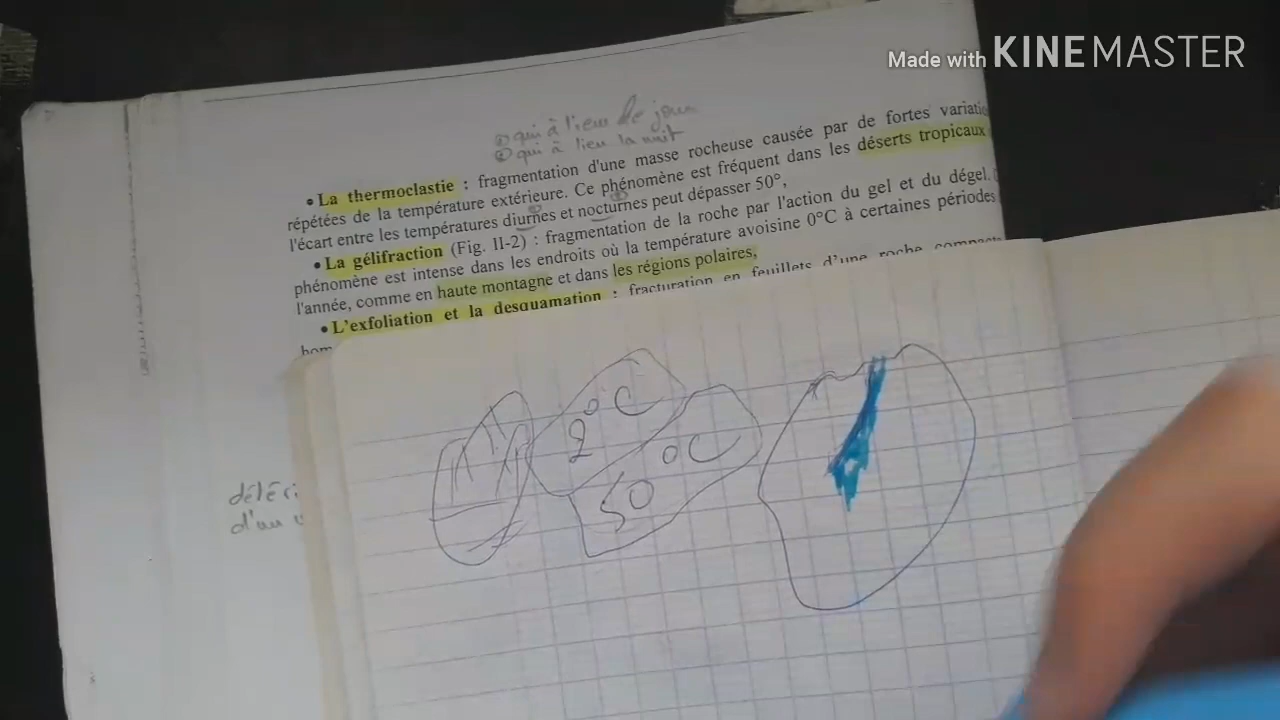 Made with KINEMASTER
① qui à lieu de jour
② qui à lieu la nuit
• La thermoclastie : fragmentation d'une masse rocheuse causée par de fortes
répétées de la température extérieure. Ce phénomène est fréquent dans les déserts tropicaux
l'écart entre les températures diurnes et nocturnes peut dépasser 50°,
• La gélifraction (Fig. II-2) : fragmentation de la roche par l'action du gel et du dégel.
phénomène est intense dans les endroits où la température avoisine 0°C à certaines périodes
l'année, comme en haute montagne et dans les régions polaires,
• L'exfoliation et la desquamation : fracturation en feuillets d'une roche
2°C
50°C
d'un